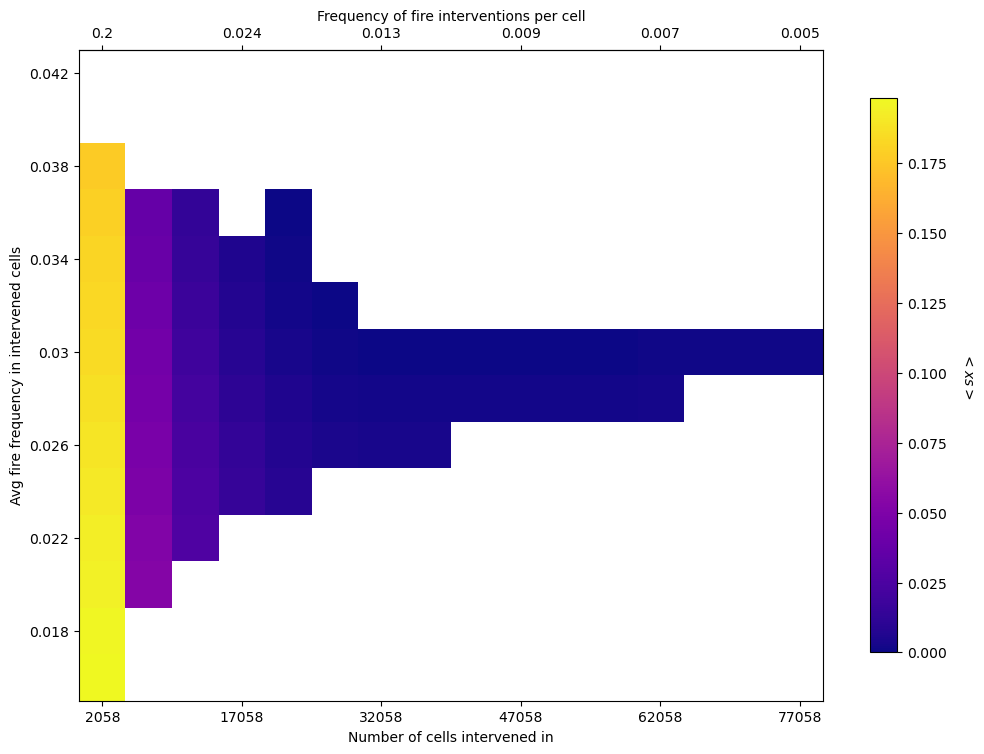 Frequency of fire interventions per cell
0.2 0.024 0.013 0.009 0.007 0.005
0.042
0.038
0.034
0.03
0.026
0.022
0.018
Avg fire frequency in intervened cells
2058 17058 32058 47058 62058 77058
Number of cells intervened in
0.175
0.150
0.125
0.100
0.075
0.050
0.025
0.000
< sx >